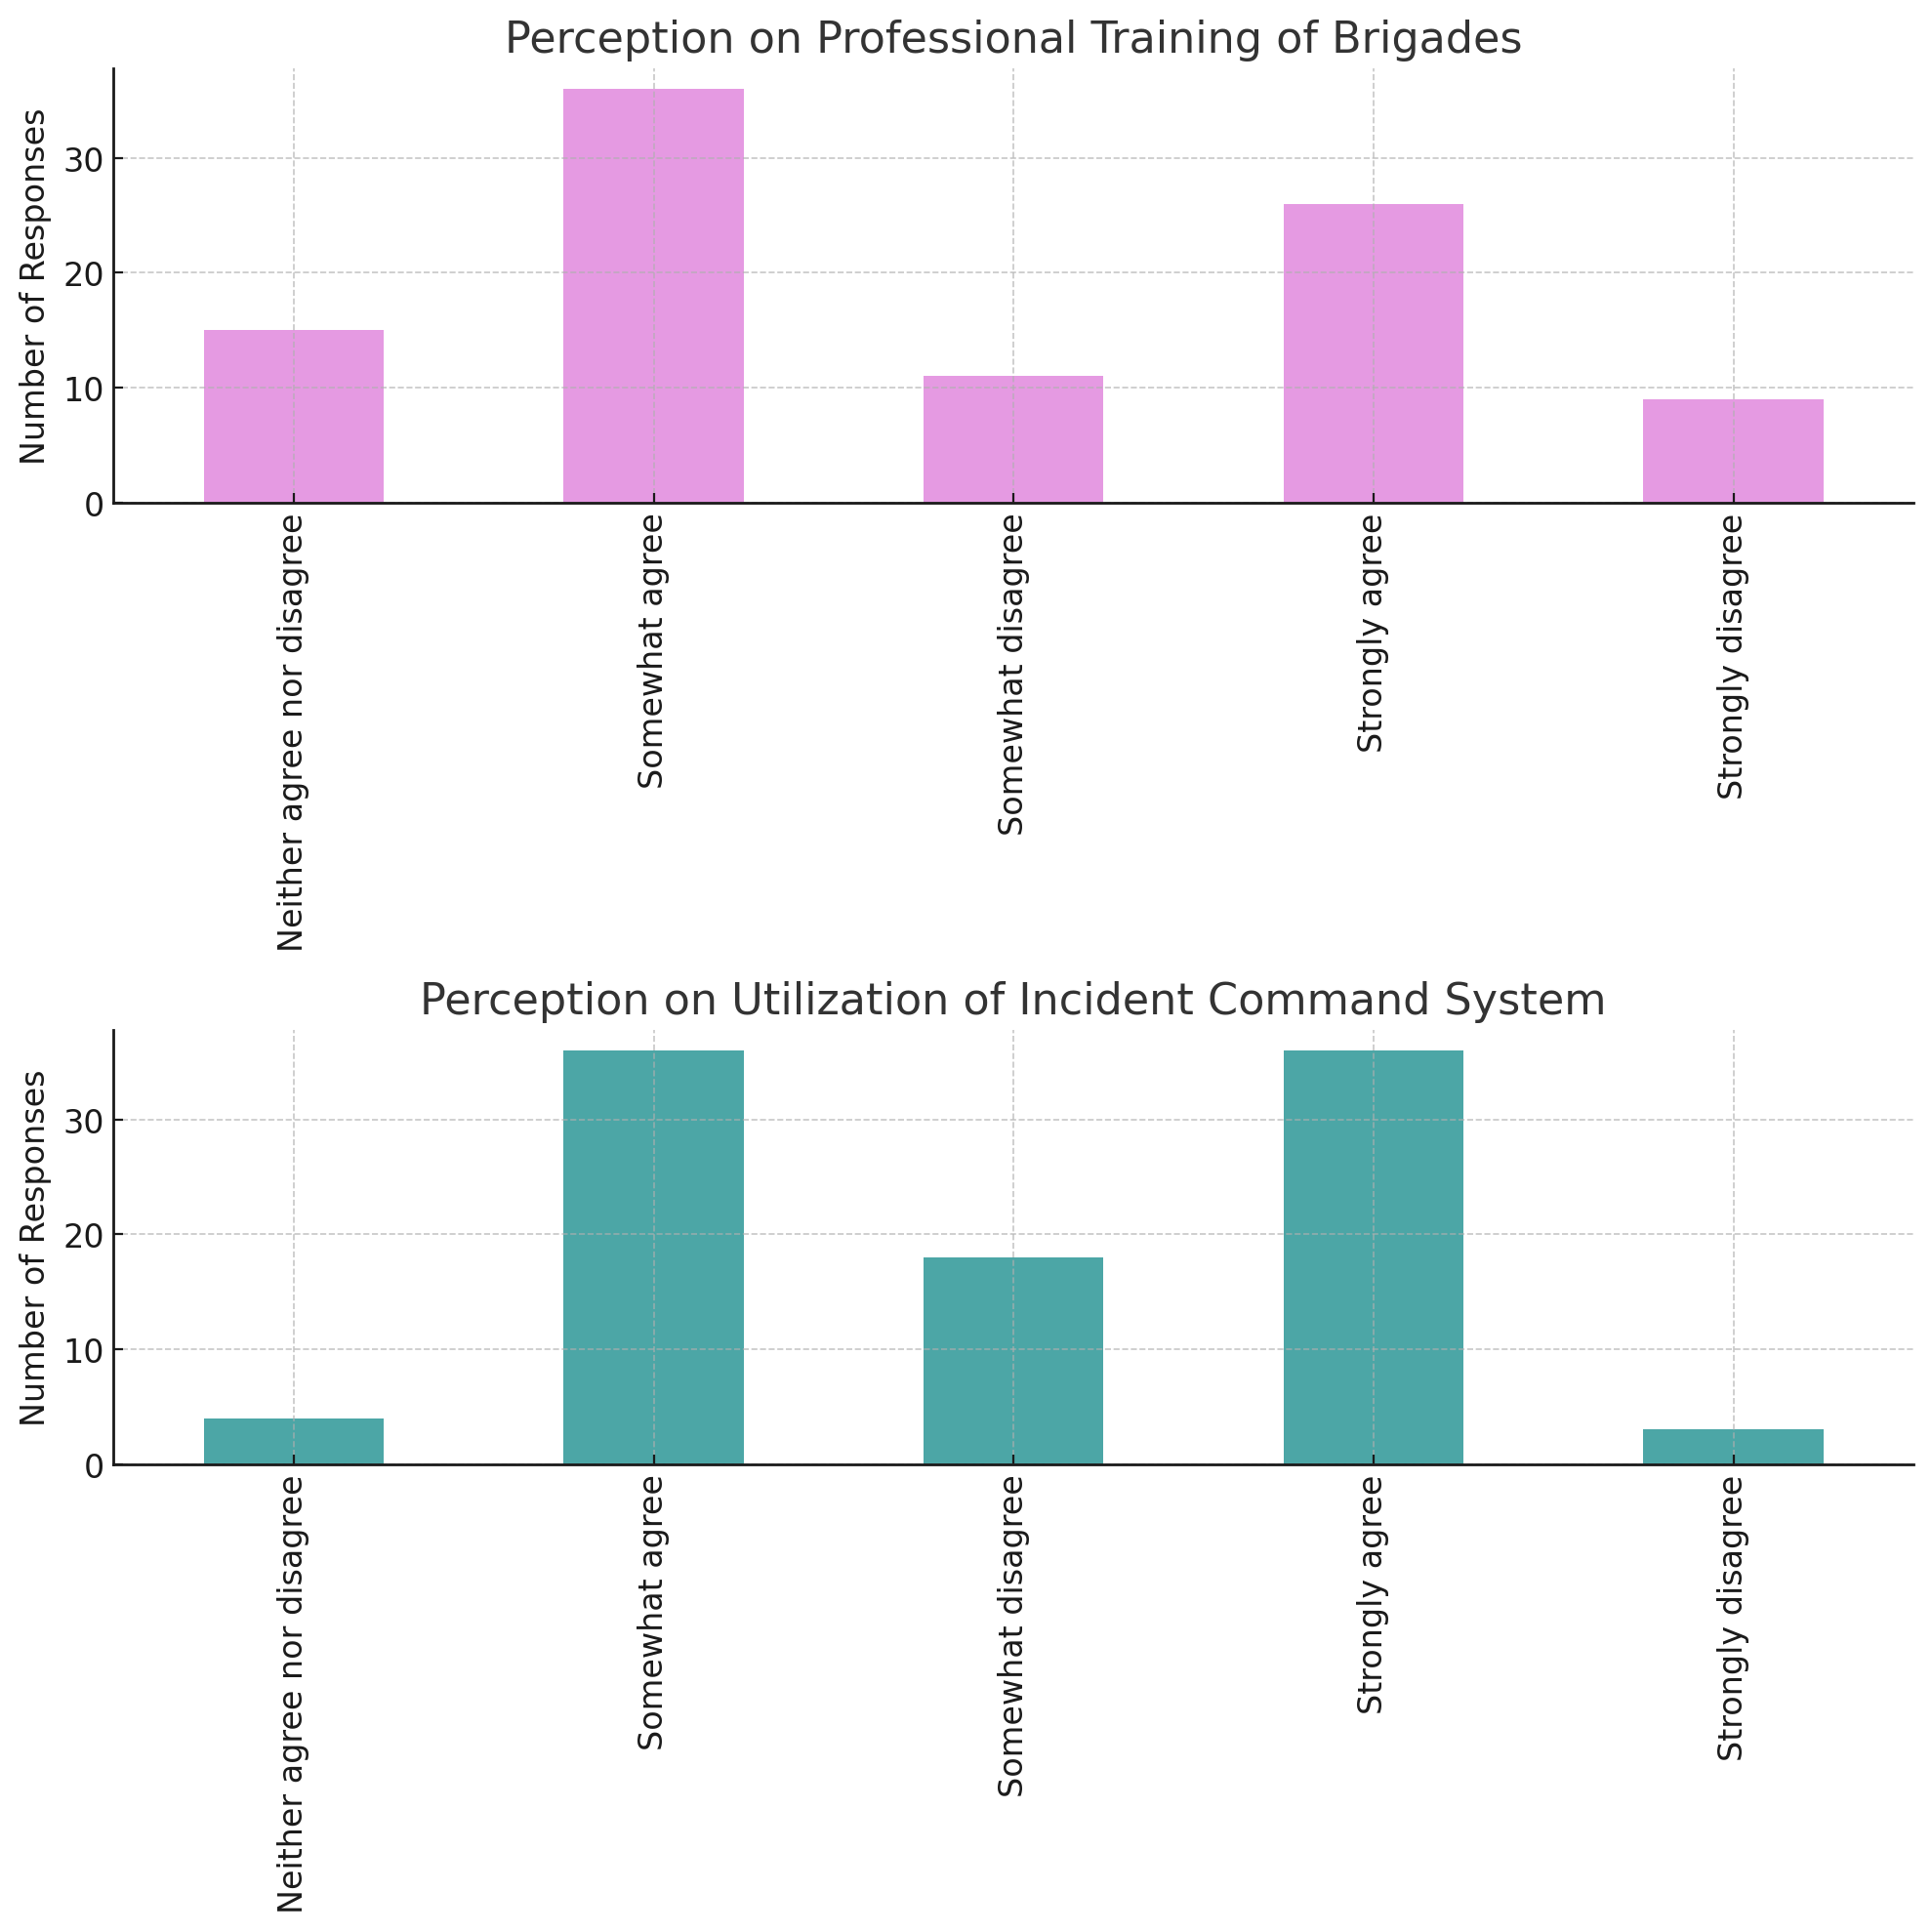 Perception on Professional Training of Brigades
Number of Responses
30
20
10
0
Neither agree nor disagree
Somewhat agree
Somewhat disagree
Strongly agree
Strongly disagree
Perception on Utilization of Incident Command System
Number of Responses
30
20
10
0
Neither agree nor disagree
Somewhat agree
Somewhat disagree
Strongly agree
Strongly disagree